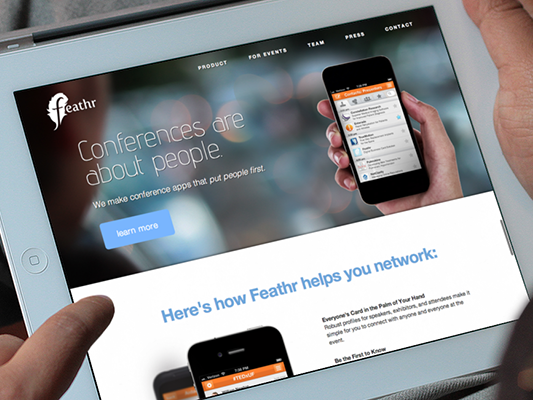 PRODUCT
FOR EVENTS
TEAM
PRESS
CONTACT
Feathr
Conferences are
about people.
We make conference apps that put people first.
learn more
Here's how Feathr helps you network:
Everyone's Card in the Palm of Your Hand
Robust profiles for speakers, exhibitors, and attendees make it
simple for you to connect with anyone and everyone at the
event.
Be the First to Know
7:36 PM